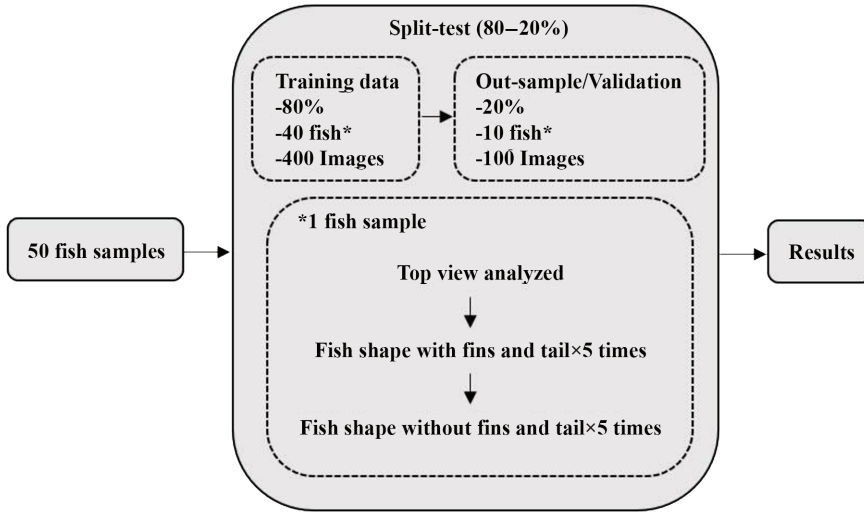 Split-test (80–20%)
Training data
-80%
-40 fish*
-400 Images
Out-sample/Validation
-20%
-10 fish*
-100 Images
*1 fish sample
50 fish samples
Top view analyzed
Fish shape with fins and tail×5 times
Fish shape without fins and tail×5 times
Results